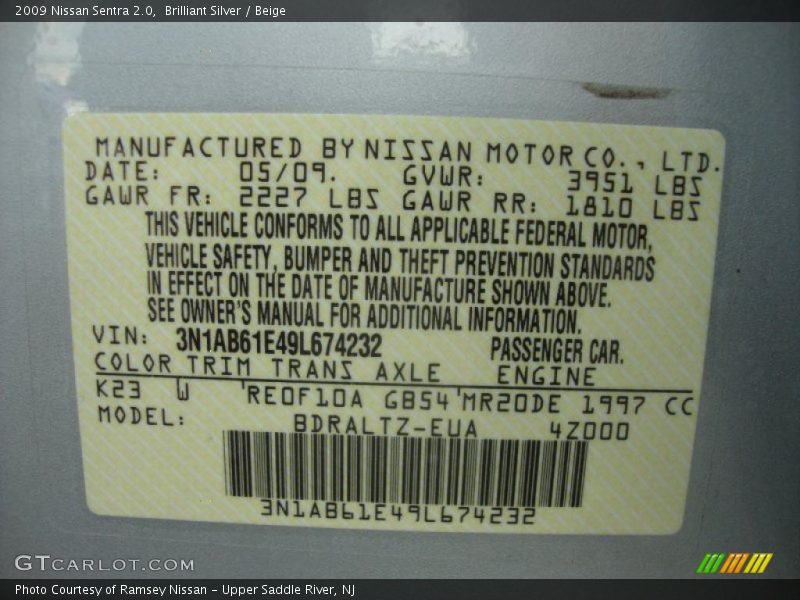 2009 Nissan Sentra 2.0,  Brilliant Silver / Beige
MANUFACTURED BY NISSAN MOTOR CO., LTD.
DATE: 05/09. GVWR: 3951 LBS
GAWR FR: 2227 LBS GAWR RR: 1810 LBS
THIS VEHICLE CONFORMS TO ALL APPLICABLE FEDERAL MOTOR,
VEHICLE SAFETY, BUMPER AND THEFT PREVENTION STANDARDS
IN EFFECT ON THE DATE OF MANUFACTURE SHOWN ABOVE.
SEE OWNER'S MANUAL FOR ADDITIONAL INFORMATION.
VIN: 3N1AB61E49L674232 PASSENGER CAR.
COLOR TRIM TRANS AXLE ENGINE
K23 W RE0F10A GB54 MR20DE 1997 CC
MODEL: BDRALTZ-EUA 4Z000
3N1AB61E49L674232
GTCARLOT.COM
Photo Courtesy of Ramsey Nissan - Upper Saddle River, NJ